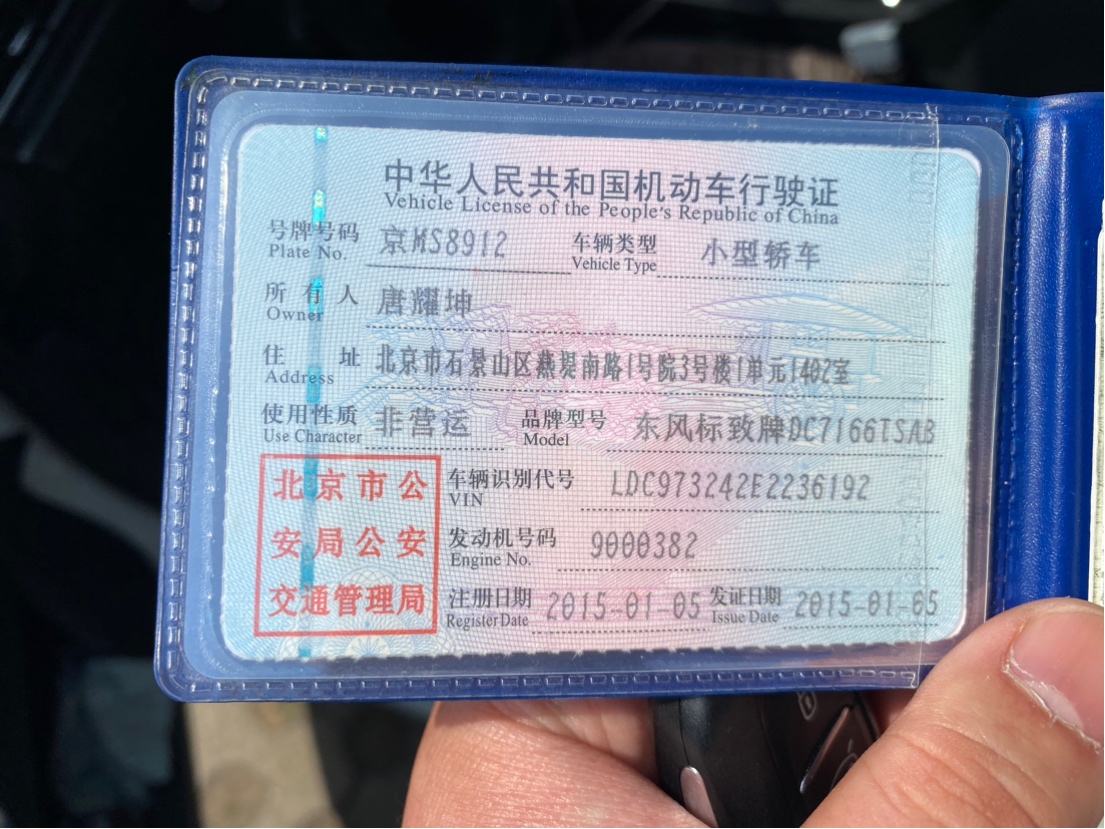 中华人民共和国机动车行驶证
Vehicle License of the People's Republic of China
号牌号码 京MS8912 车辆类型 小型轿车
Plate No. Vehicle Type
所有人 唐耀坤
Owner
住址 北京市石景山区燕堤南路1号院3号楼1单元1402室
Address
使用性质 非营运 品牌型号 东风标致牌DC7166TSAB
Use Character Model
北京市公
安局公安
交通管理局
车辆识别代号 LDC973242E2236192
VIN
发动机号码 9000382
Engine No.
注册日期 2015-01-05 发证日期 2015-01-05
Register Date Issue Date